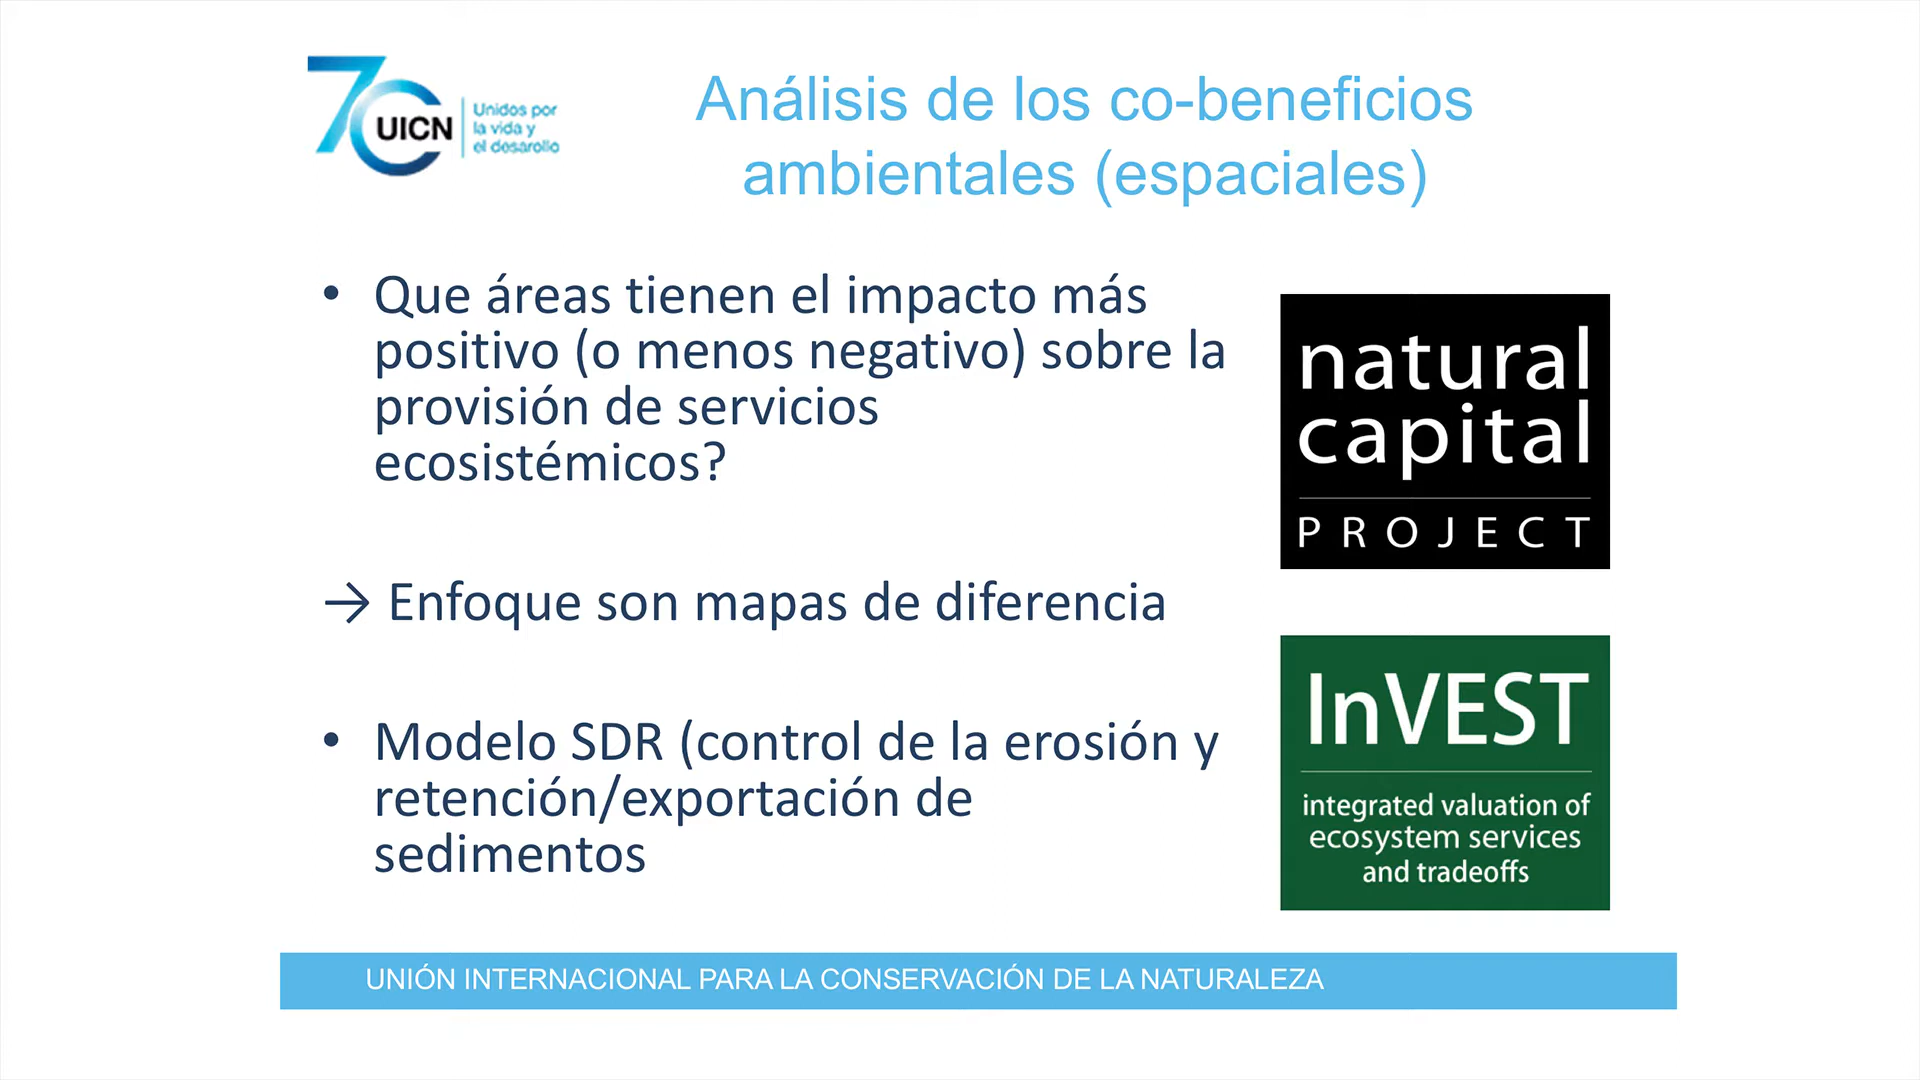 7C UICN
Unidos por
la vida y
el desarollo
Análisis de los co-beneficios
ambientales (espaciales)
• Que áreas tienen el impacto más
positivo (o menos negativo) sobre la
provisión de servicios
ecosistémicos?
→ Enfoque son mapas de diferencia
• Modelo SDR (control de la erosión y
retención/exportación de
sedimentos
natural
capital
PROJECT
InVEST
integrated valuation of
ecosystem services
and tradeoffs
UNIÓN INTERNACIONAL PARA LA CONSERVACIÓN DE LA NATURALEZA